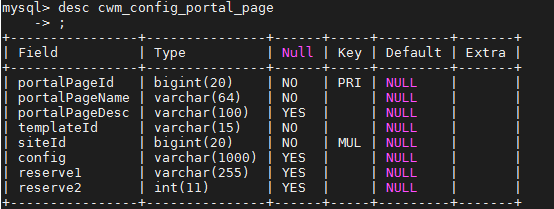 mysql> desc cwm_config_portal_page
    -> ;
+----------------+---------------+------+-----+---------+-------+
| Field          | Type          | Null | Key | Default | Extra |
+----------------+---------------+------+-----+---------+-------+
| portalPageId   | bigint(20)    | NO   | PRI | NULL    |       |
| portalPageName | varchar(64)   | NO   |     | NULL    |       |
| portalPageDesc | varchar(100)  | YES  |     | NULL    |       |
| templateId     | varchar(15)   | NO   |     | NULL    |       |
| siteId         | bigint(20)    | NO   | MUL | NULL    |       |
| config         | varchar(1000) | YES  |     | NULL    |       |
| reserve1       | varchar(255)  | YES  |     | NULL    |       |
| reserve2       | int(11)       | YES  |     | NULL    |       |
+----------------+---------------+------+-----+---------+-------+